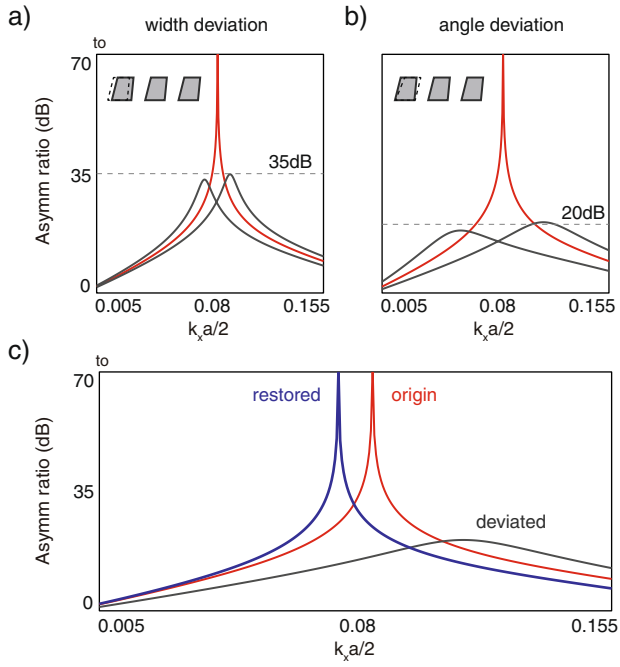 a) width deviation
to
70
35
0
Asymm ratio (dB)
35dB
0.005 0.08 0.155
kₓa/2
b) angle deviation
20dB
0.005 0.08 0.155
kₓa/2
c)
to
70
35
0
Asymm ratio (dB)
restored origin
deviated
0.005 0.08 0.155
kₓa/2